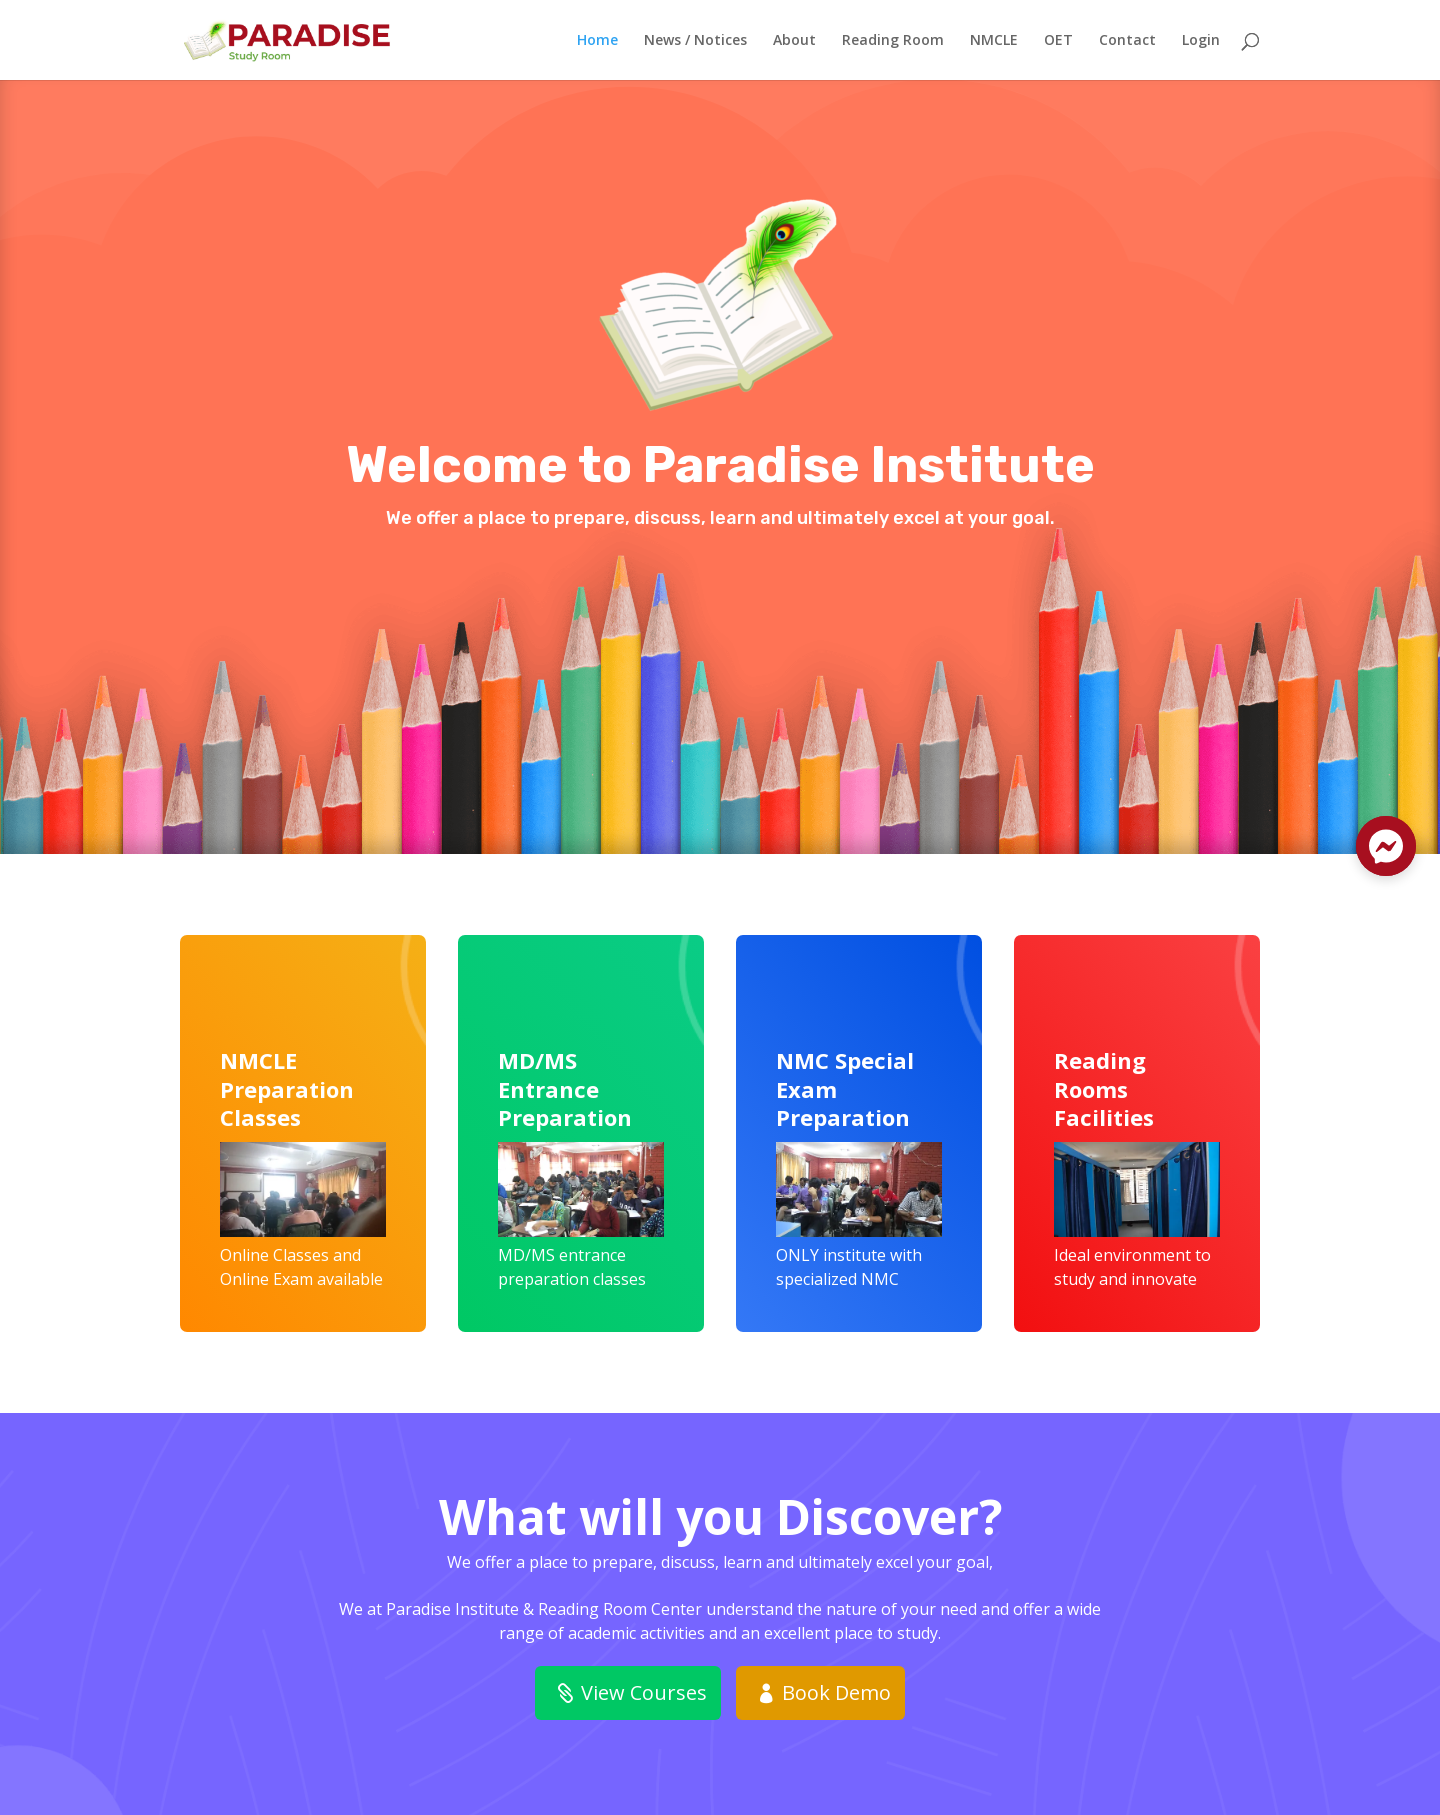 PARADISE
Study Room
Home
News / Notices
About
Reading Room
NMCLE
OET
Contact
Login
Welcome to Paradise Institute
We offer a place to prepare, discuss, learn and ultimately excel at your goal.
NMCLE
Preparation
Classes
Online Classes and
Online Exam available
MD/MS
Entrance
Preparation
MD/MS entrance
preparation classes
NMC Special
Exam
Preparation
ONLY institute with
specialized NMC
Reading
Rooms
Facilities
Ideal environment to
study and innovate
What will you Discover?
We offer a place to prepare, discuss, learn and ultimately excel your goal,
We at Paradise Institute & Reading Room Center understand the nature of your need and offer a wide
range of academic activities and an excellent place to study.
View Courses
Book Demo